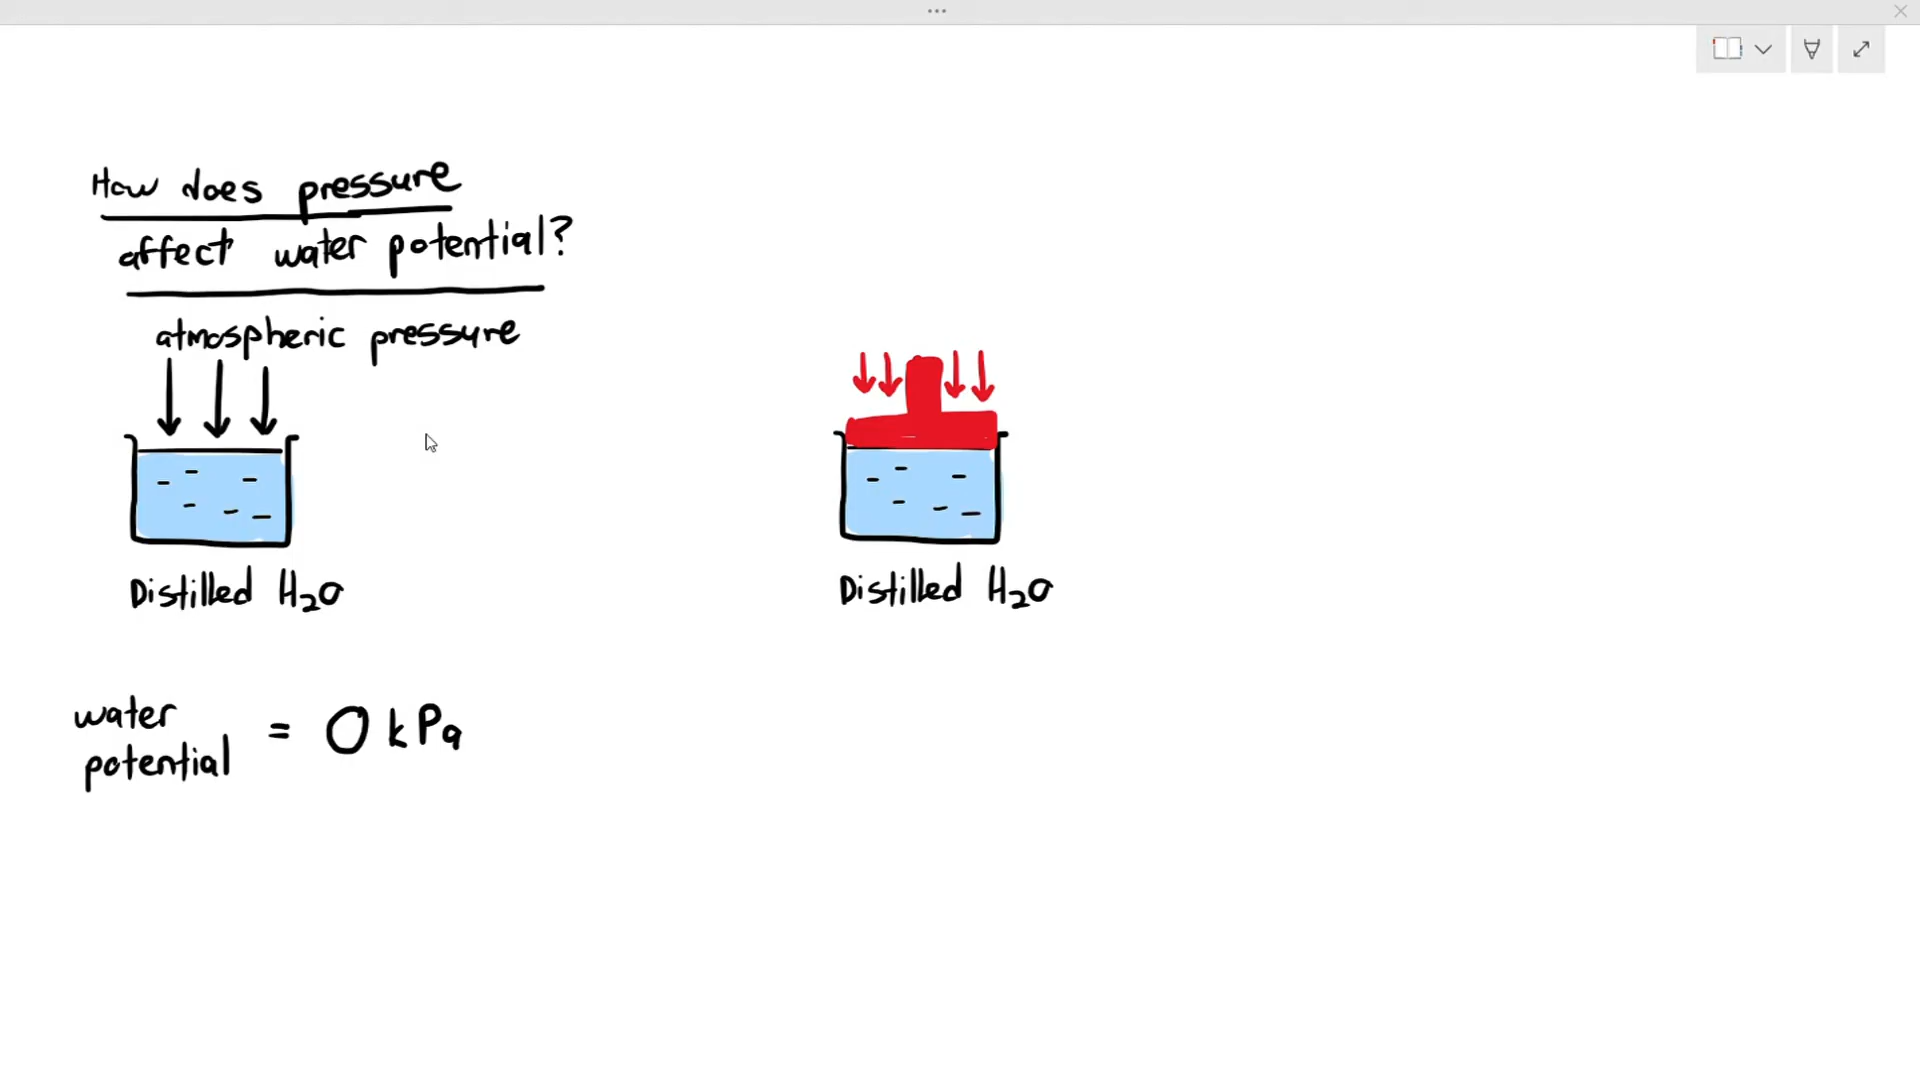 How does pressure
affect water potential?
atmospheric pressure
Distilled H₂O
Distilled H₂O
water
potential = 0 kPa